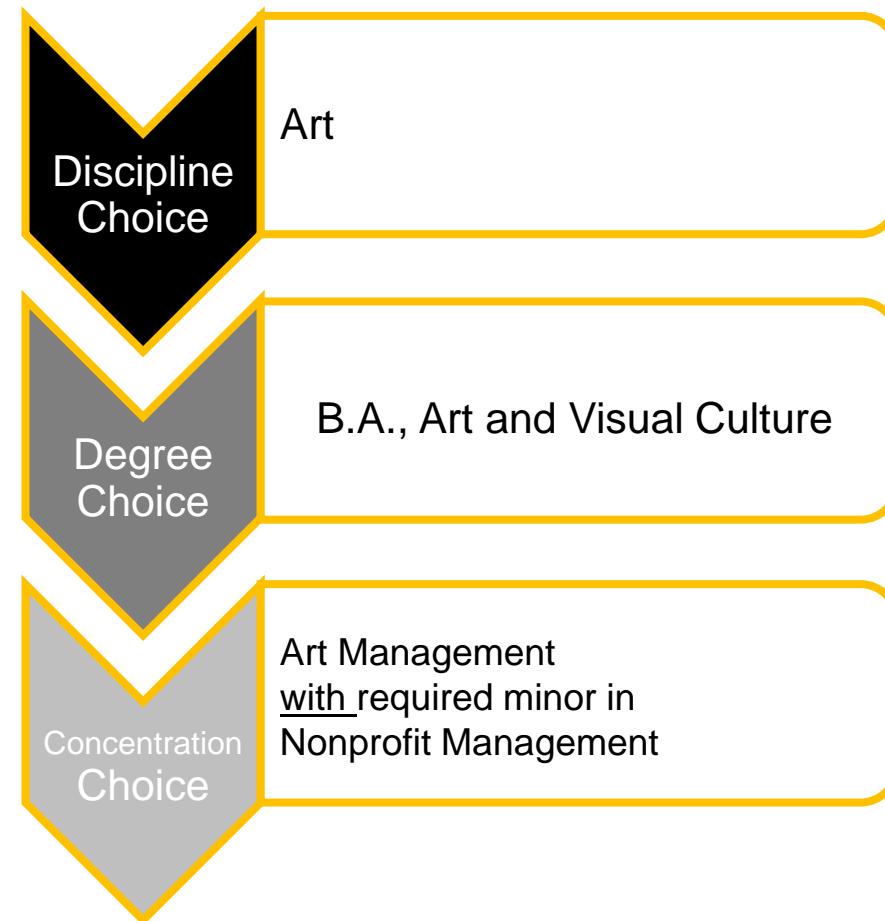 Discipline
Choice
Art
Degree
Choice
B.A., Art and Visual Culture
Concentration
Choice
Art Management
with required minor in
Nonprofit Management